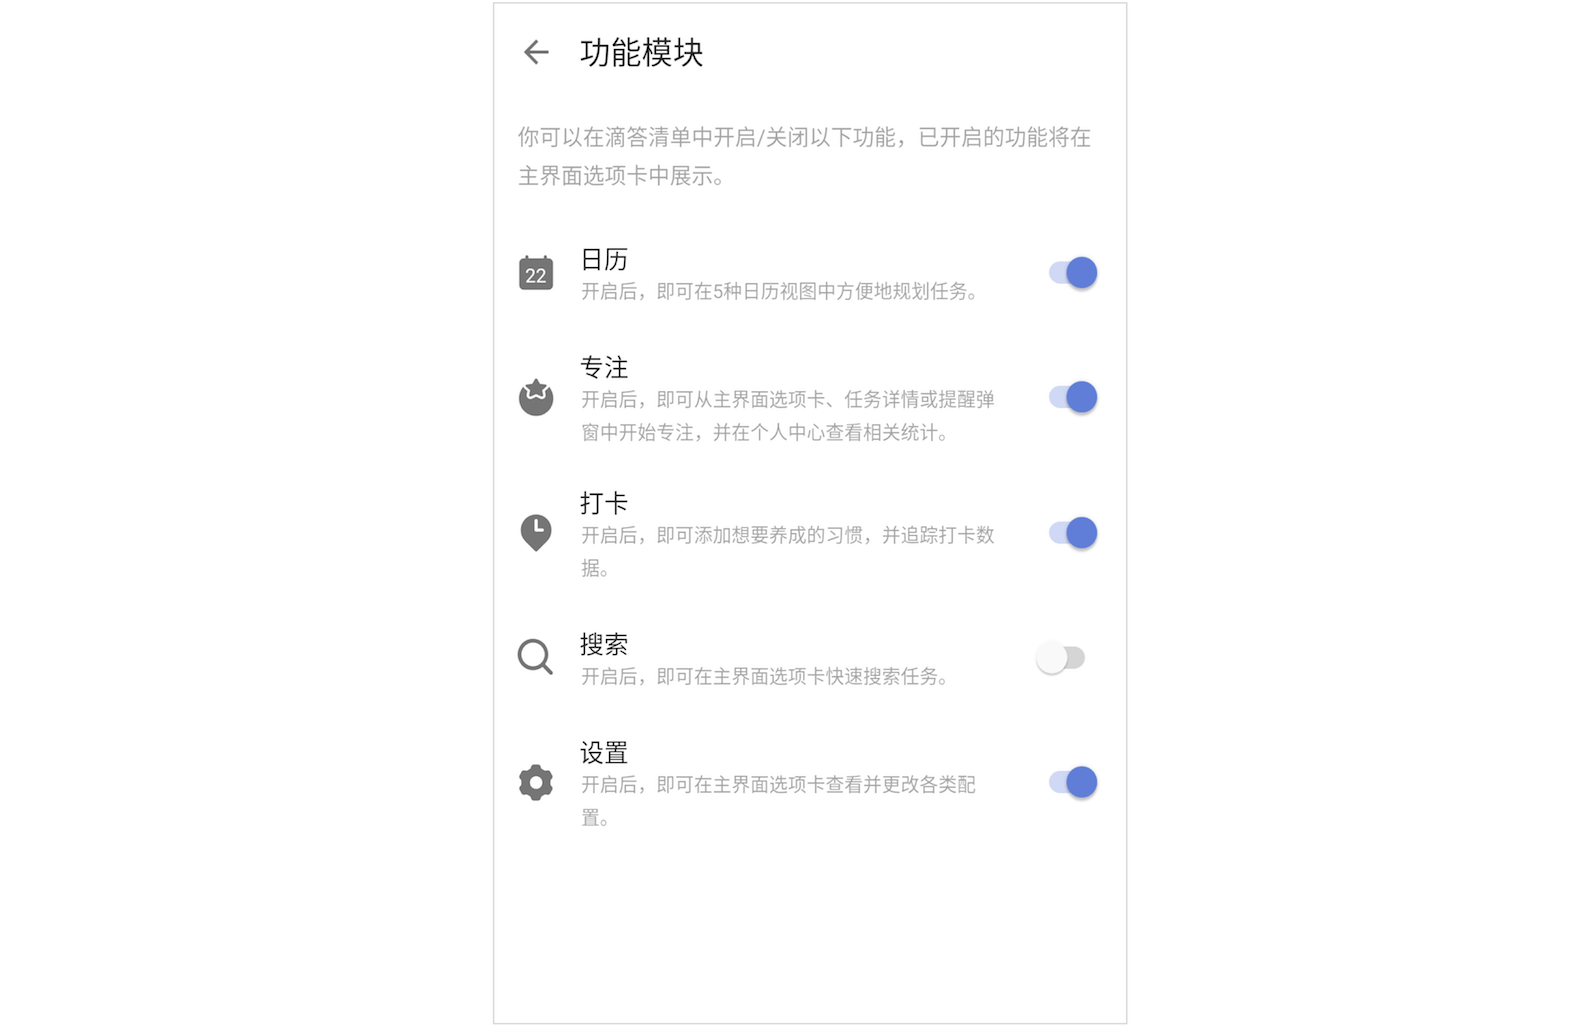 功能模块
你可以在滴答清单中开启/关闭以下功能，已开启的功能将在
主界面选项卡中展示。
日历
22
开启后，即可在5种日历视图中方便地规划任务。
专注
开启后，即可从主界面选项卡、任务详情或提醒弹
窗中开始专注，并在个人中心查看相关统计。
打卡
开启后，即可添加想要养成的习惯，并追踪打卡数
据。
搜索
开启后，即可在主界面选项卡快速搜索任务。
设置
开启后，即可在主界面选项卡查看并更改各类配
置。